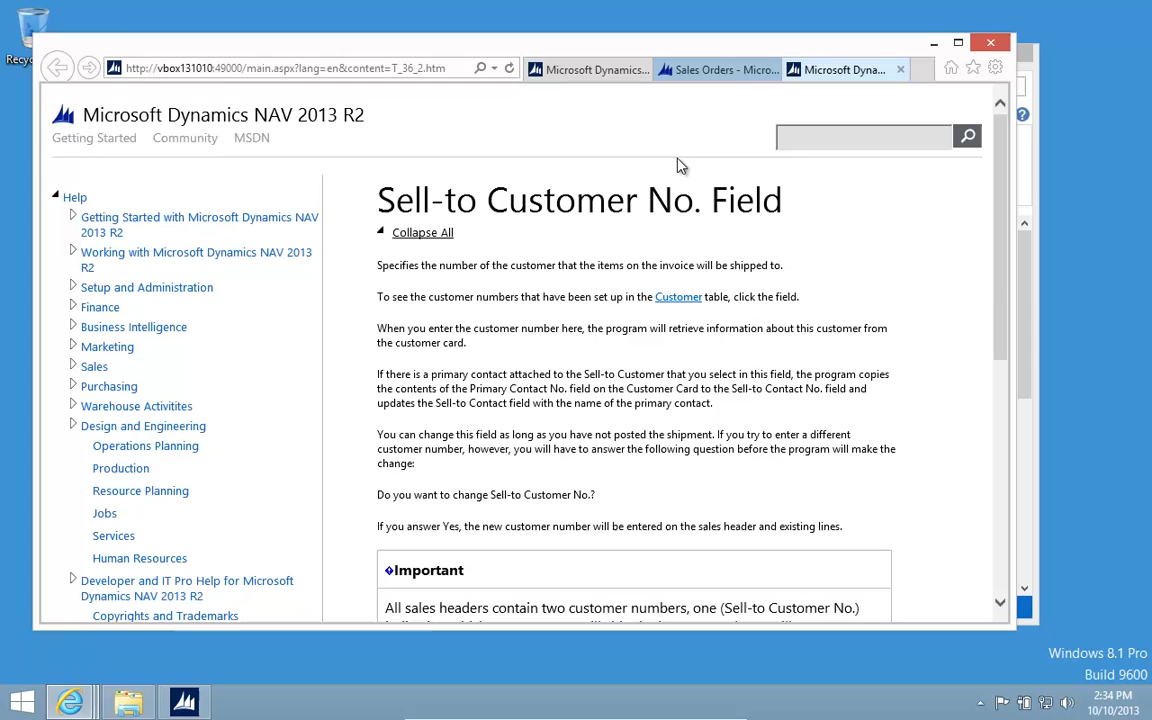 Recyc
http://vbox131010:49000/main.aspx?lang=en&content=T_36_2.htm
Microsoft Dynamics...
Sales Orders - Micro...
Microsoft Dyna...
Microsoft Dynamics NAV 2013 R2
Getting Started Community MSDN
Help
Getting Started with Microsoft Dynamics NAV
2013 R2
Working with Microsoft Dynamics NAV 2013
R2
Setup and Administration
Finance
Business Intelligence
Marketing
Sales
Purchasing
Warehouse Activitites
Design and Engineering
Operations Planning
Production
Resource Planning
Jobs
Services
Human Resources
Developer and IT Pro Help for Microsoft
Dynamics NAV 2013 R2
Copyrights and Trademarks
Sell-to Customer No. Field
Collapse All
Specifies the number of the customer that the items on the invoice will be shipped to.
To see the customer numbers that have been set up in the Customer table, click the field.
When you enter the customer number here, the program will retrieve information about this customer from
the customer card.
If there is a primary contact attached to the Sell-to Customer that you select in this field, the program copies
the contents of the Primary Contact No. field on the Customer Card to the Sell-to Contact No. field and
updates the Sell-to Contact field with the name of the primary contact.
You can change this field as long as you have not posted the shipment. If you try to enter a different
customer number, however, you will have to answer the following question before the program will make the
change:
Do you want to change Sell-to Customer No.?
If you answer Yes, the new customer number will be entered on the sales header and existing lines.
Important
All sales headers contain two customer numbers, one (Sell-to Customer No.)
Windows 8.1 Pro
Build 9600
2:34 PM
10/10/2013